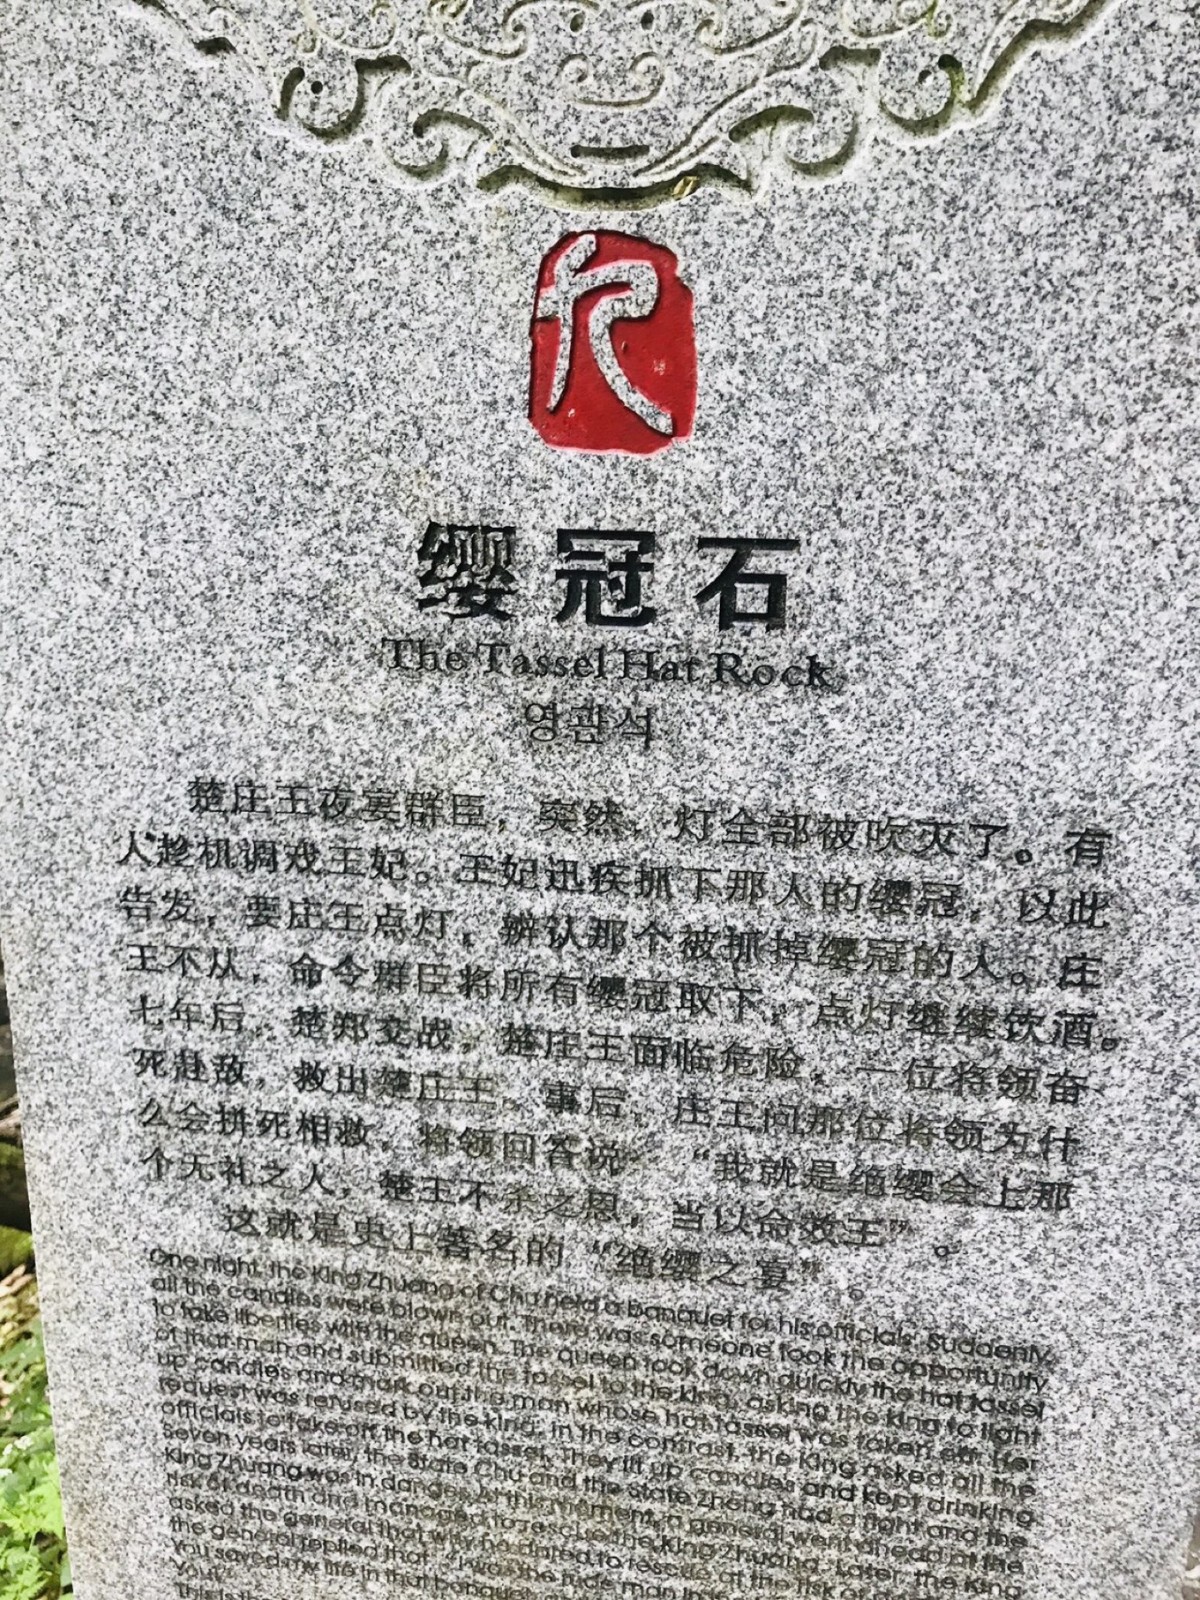 缨冠石
The Tassel Hat Rock
영관석
楚庄王夜宴群臣，突然，灯全部被吹灭了。有
人趁机调戏王妃。王妃迅疾抓下那人的缨冠，以此
告发，要庄王点灯，辨认那个被抓掉缨冠的人。庄
王不从，命令群臣将所有缨冠取下，点灯继续饮酒。
七年后，楚郑交战，楚庄王面临危险，一位将领奋
死赴敌，救出楚庄王。事后，庄王问那位将领为什
么会拼死相救，将领回答说：“我就是绝缨会上那
个无礼之人，楚王不杀之恩，当以命效王”。
这就是史上著名的“绝缨之宴”。
One night, the King Zhuang of Chu held a banquet for his officials. Suddenly,
all the candles were blown out. There was someone took the opportunity
to take liberties with the queen. The queen took down quickly the hat tassel
of that man and submitted the tassel to the king, asking the king to light
up candles and mark out the man whose hat tassel was taken off. Her
request was refused by the king; in the contrast, the King asked all the
officials to take off the hat tassel. They lit up candles and kept drinking.
Seven years later, the State Chu and the State Zheng had a fight and the
King Zhuang was in danger. At this moment, a general went ahead at the
risk of death and managed to rescue the King Zhuang. Later, the King
asked the general that why he dared to rescue at the risk of
the general replied that, "I was the rude man in
You saved my life in that banquet
you!"
This is the